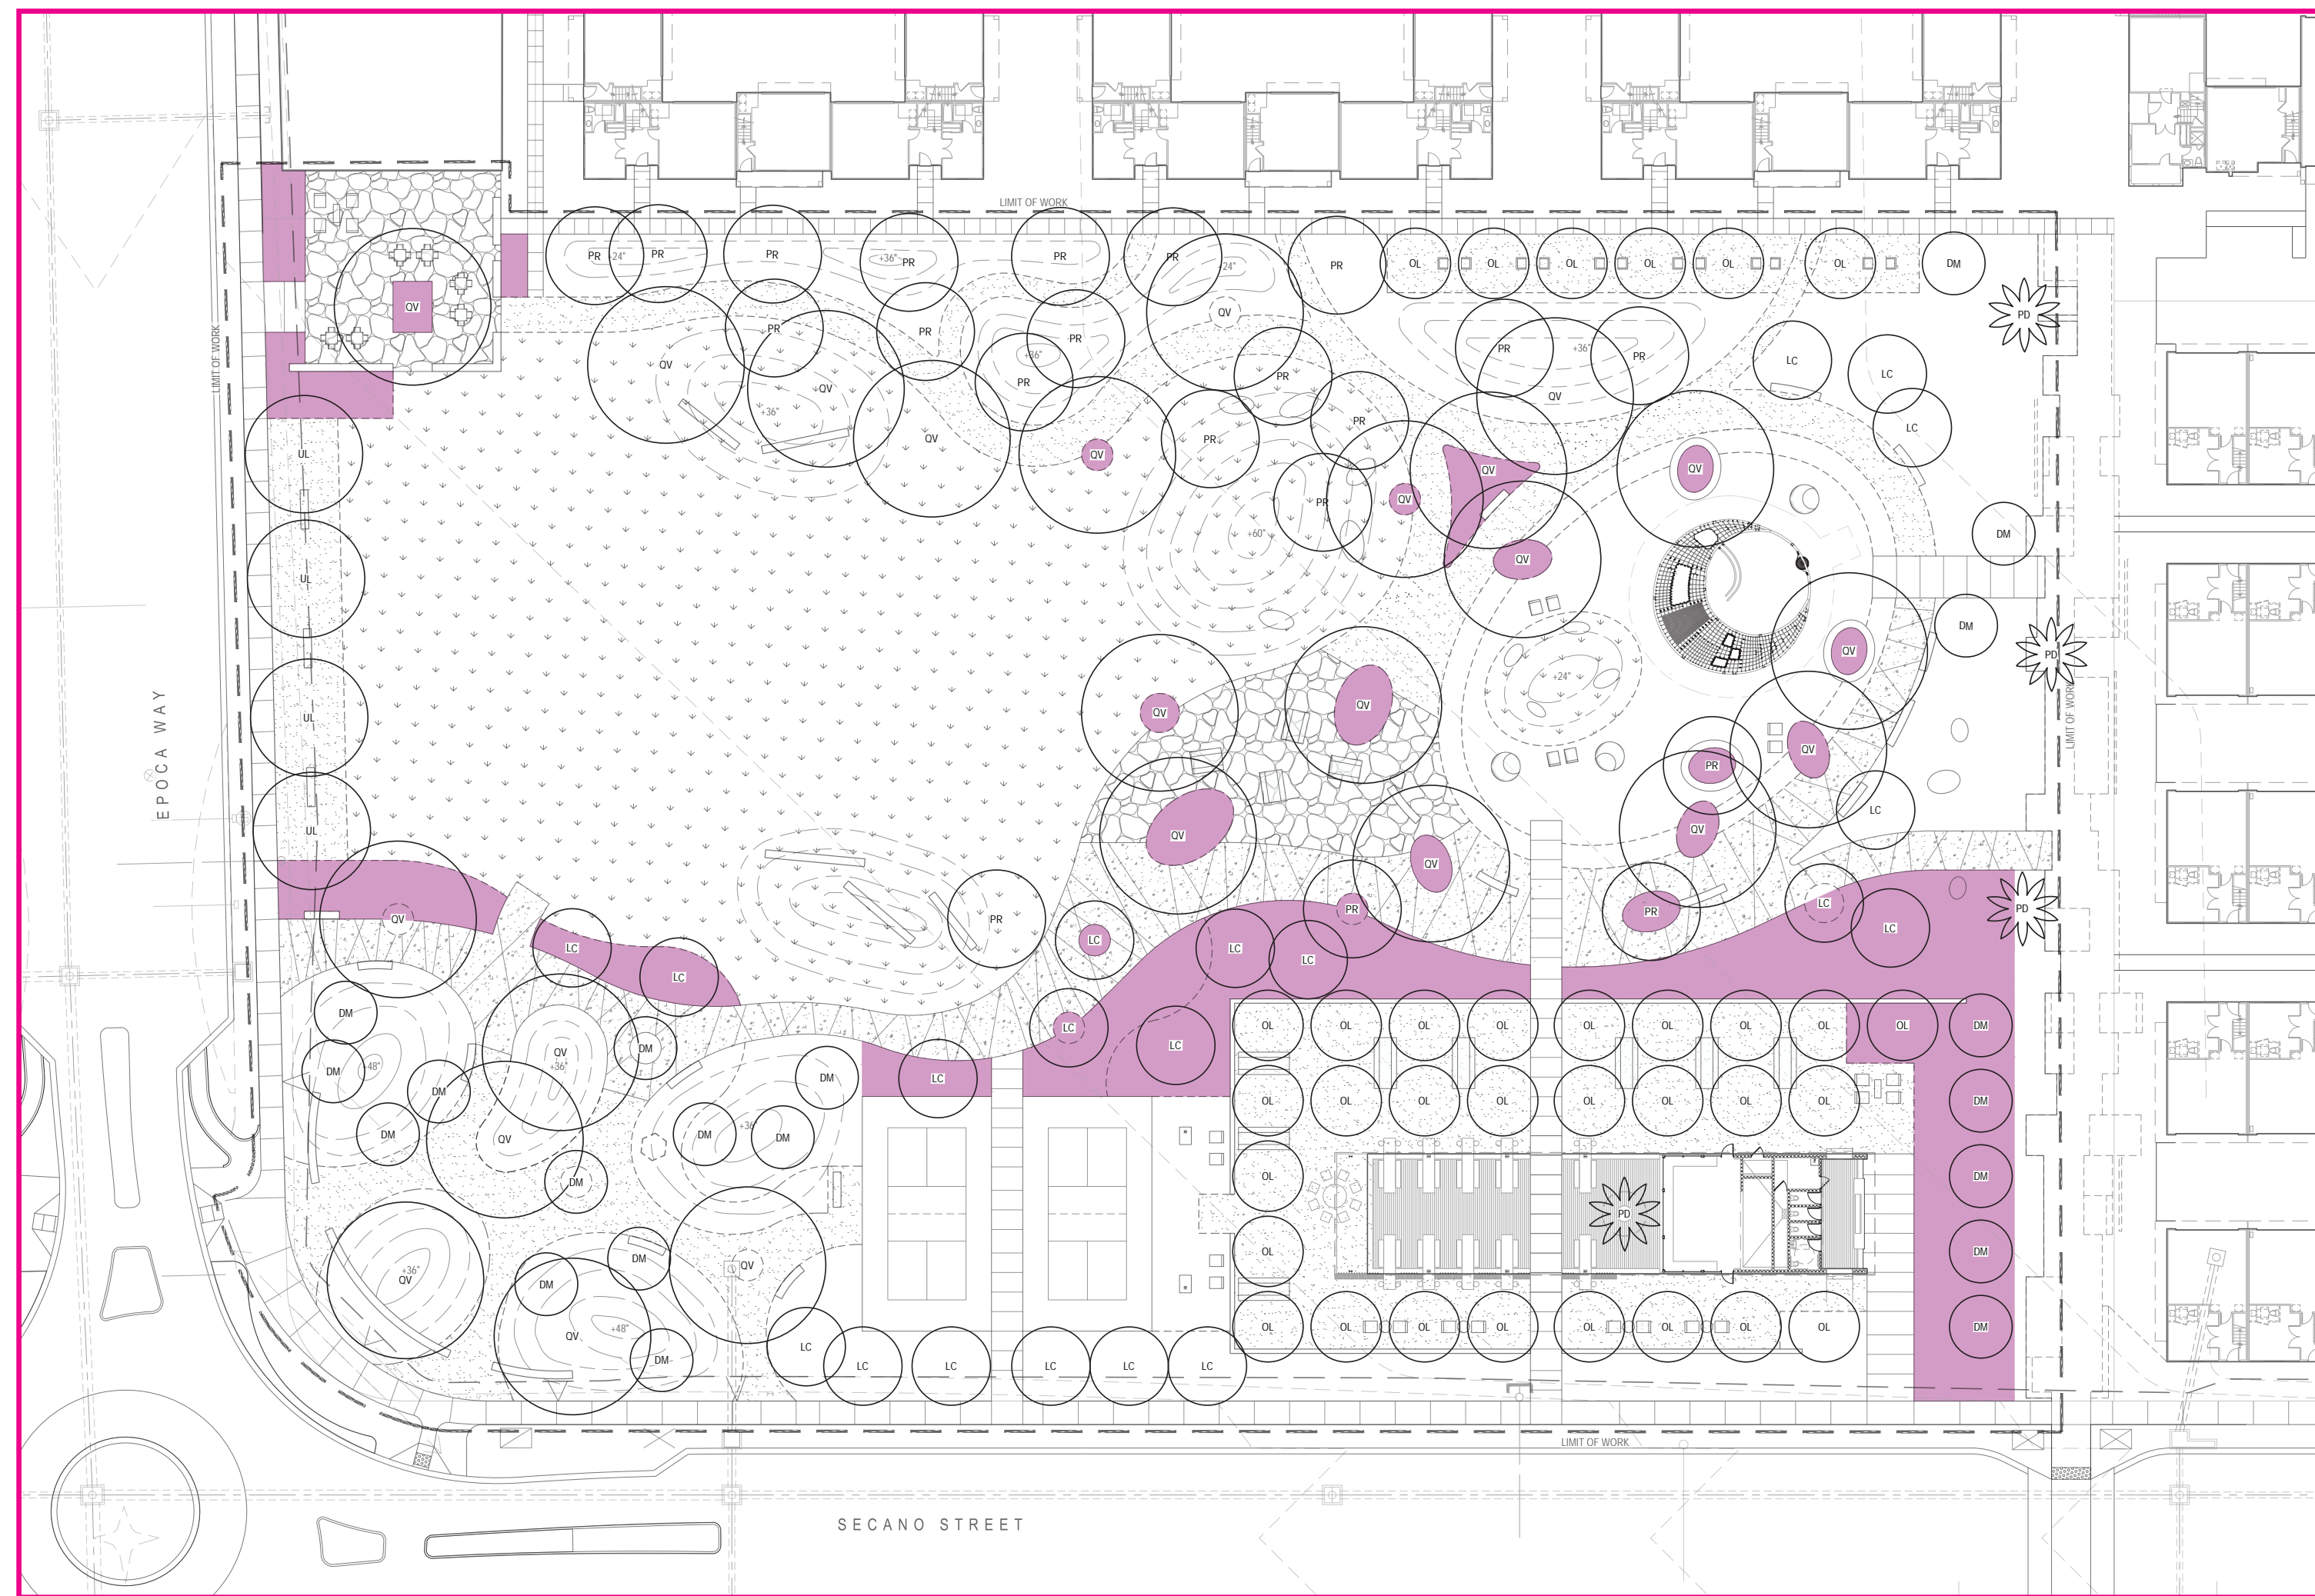 LIMIT OF WORK
PR
-24"
PR
PR
+36"
PR
PR
PR
+24"
PR
OL
OL
OL
OL
OL
OL
DM
QV
QV
PD
PR
PR
PR
PR
+36"
PR
+36"
PR
LC
LIMIT OF WORK
QV
+36"
QV
PR
PR
QV
LC
PR
PR
LC
QV
UL
QV
QV
QV
PR
QV
+60"
DM
QV
UL
DM
QV
PD
+24"
LIMIT OF WORK
QV
QV
UL
EPOCA WAY
QV
PR
LC
UL
QV
QV
QV
LC
PR
PR
PD
QV
PR
LC
LC
LC
LC
LC
LC
DM
LC
OL
OL
OL
OL
OL
OL
OL
OL
OL
DM
DM
LC
QV
+36"
DM
-48"
DM
DM
LC
DM
OL
OL
OL
OL
OL
OL
OL
OL
DM
DM
QV
DM
+36"
DM
DM
OL
DM
PD
OL
DM
DM
QV
+36"
QV
DM
QV
+48"
DM
LC
OL
OL
OL
OL
OL
OL
OL
OL
DM
LC
LC
LC
LC
LC
LIMIT OF WORK
SECANO STREET